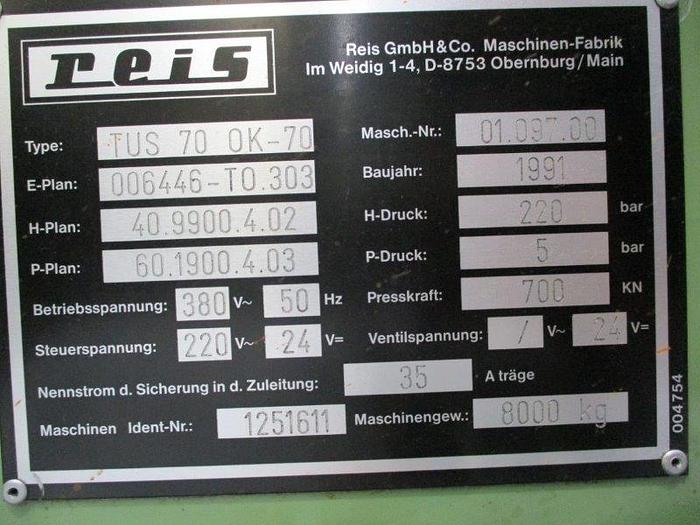 reis
Reis GmbH & Co. Maschinen-Fabrik
Im Weidig 1-4, D-8753 Obernburg/Main
Type: TUS 70 OK-70
Masch.-Nr.: 01.097.00
E-Plan: 006446-TO.303
Baujahr: 1991
H-Plan: 40.9900.4.02
H-Druck: 220 bar
P-Plan: 60.1900.4.03
P-Druck: 5 bar
Betriebsspannung: 380 V~ 50 Hz
Presskraft: 700 KN
Steuerspannung: 220 V~ 24 V=
Ventilspannung: / V~ 24 V=
Nennstrom d. Sicherung in d. Zuleitung: 35 A träge
Maschinen Ident-Nr.: 1251611
Maschinengew.: 8000 kg
004754